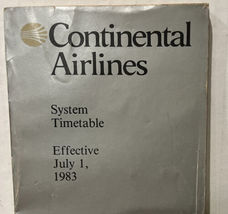 Continental
Airlines
System
Timetable
Effective
July 1,
1983